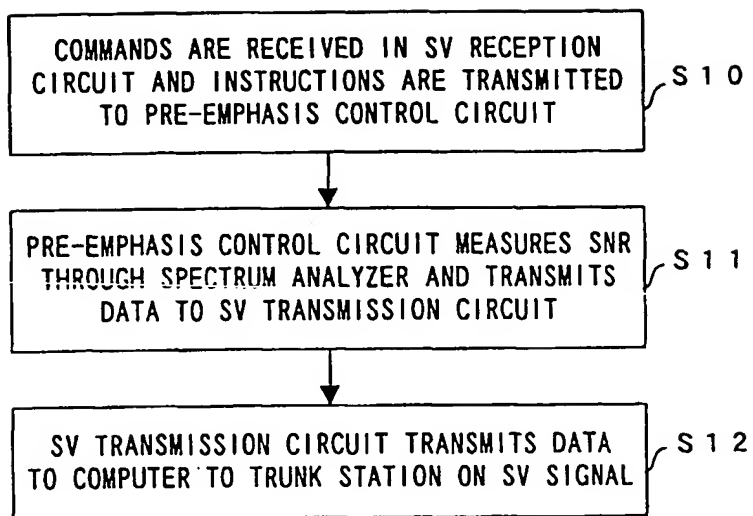 COMMANDS ARE RECEIVED IN SV RECEPTION
CIRCUIT AND INSTRUCTIONS ARE TRANSMITTED
TO PRE-EMPHASIS CONTROL CIRCUIT
S10
PRE-EMPHASIS CONTROL CIRCUIT MEASURES SNR
THROUGH SPECTRUM ANALYZER AND TRANSMITS
DATA TO SV TRANSMISSION CIRCUIT
S11
SV TRANSMISSION CIRCUIT TRANSMITS DATA
TO COMPUTER TO TRUNK STATION ON SV SIGNAL
S12